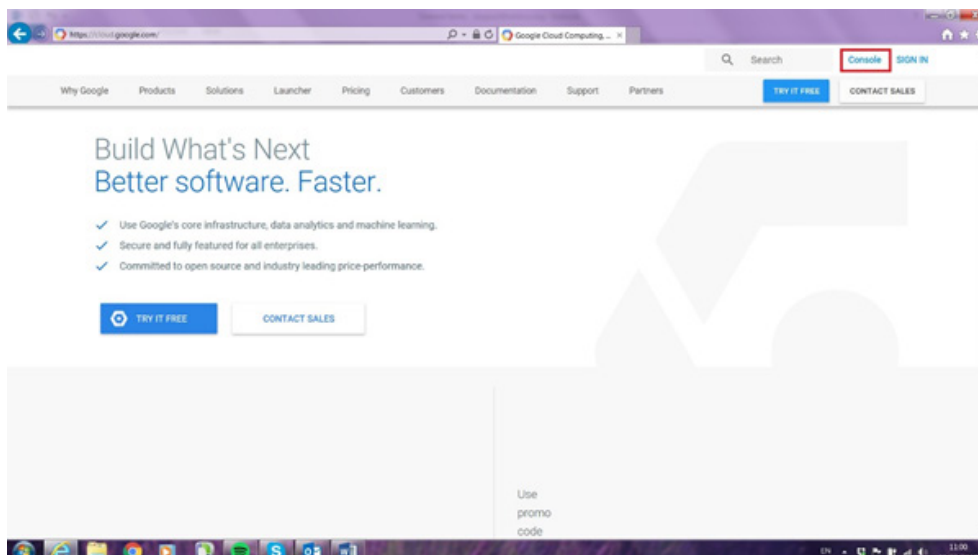 https://cloud.google.com/
Google Cloud Computing, ...
Search
Console
SIGN IN
Why Google
Products
Solutions
Launcher
Pricing
Customers
Documentation
Support
Partners
TRY IT FREE
CONTACT SALES
Build What's Next
Better software. Faster.
Use Google's core infrastructure, data analytics and machine learning.
Secure and fully featured for all enterprises.
Committed to open source and industry leading price-performance.
TRY IT FREE
CONTACT SALES
Use
promo
code
EN
11:00